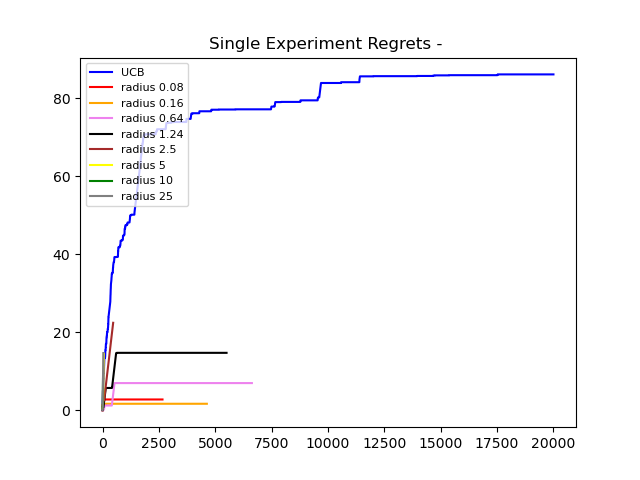 Single Experiment Regrets -
UCB
radius 0.08
radius 0.16
radius 0.64
radius 1.24
radius 2.5
radius 5
radius 10
radius 25
80
60
40
20
0
0 2500 5000 7500 10000 12500 15000 17500 20000